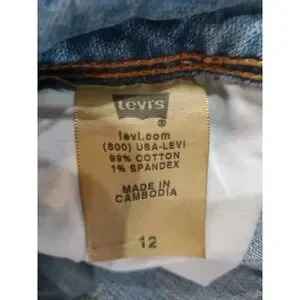 Levi's
®
levi.com
(800) USA-LEVI
99% COTTON
1% SPANDEX
MADE IN
CAMBODIA
12